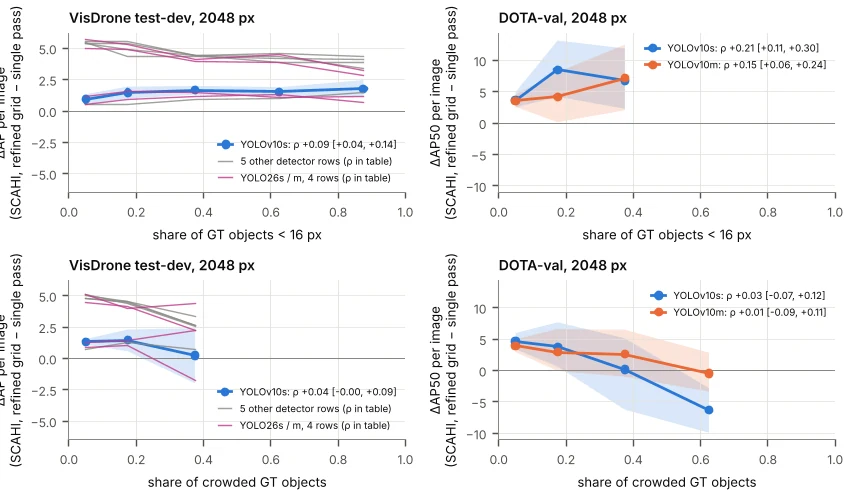 VisDrone test-dev, 2048 px
ΔAP per image
(SCAHI, refined grid − single pass)
5.0
2.5
0.0
−2.5
−5.0
YOLOv10s: ρ +0.09 [+0.04, +0.14]
5 other detector rows (ρ in table)
YOLO26s / m, 4 rows (ρ in table)
0.0 0.2 0.4 0.6 0.8 1.0
share of GT objects < 16 px
DOTA-val, 2048 px
ΔAP50 per image
(SCAHI, refined grid − single pass)
10
5
0
−5
−10
YOLOv10s: ρ +0.21 [+0.11, +0.30]
YOLOv10m: ρ +0.15 [+0.06, +0.24]
0.0 0.2 0.4 0.6 0.8 1.0
share of GT objects < 16 px
VisDrone test-dev, 2048 px
ΔAP per image
(SCAHI, refined grid − single pass)
5.0
2.5
0.0
−2.5
−5.0
YOLOv10s: ρ +0.04 [-0.00, +0.09]
5 other detector rows (ρ in table)
YOLO26s / m, 4 rows (ρ in table)
0.0 0.2 0.4 0.6 0.8 1.0
share of crowded GT objects
DOTA-val, 2048 px
ΔAP50 per image
(SCAHI, refined grid − single pass)
10
5
0
−5
−10
YOLOv10s: ρ +0.03 [-0.07, +0.12]
YOLOv10m: ρ +0.01 [-0.09, +0.11]
0.0 0.2 0.4 0.6 0.8 1.0
share of crowded GT objects